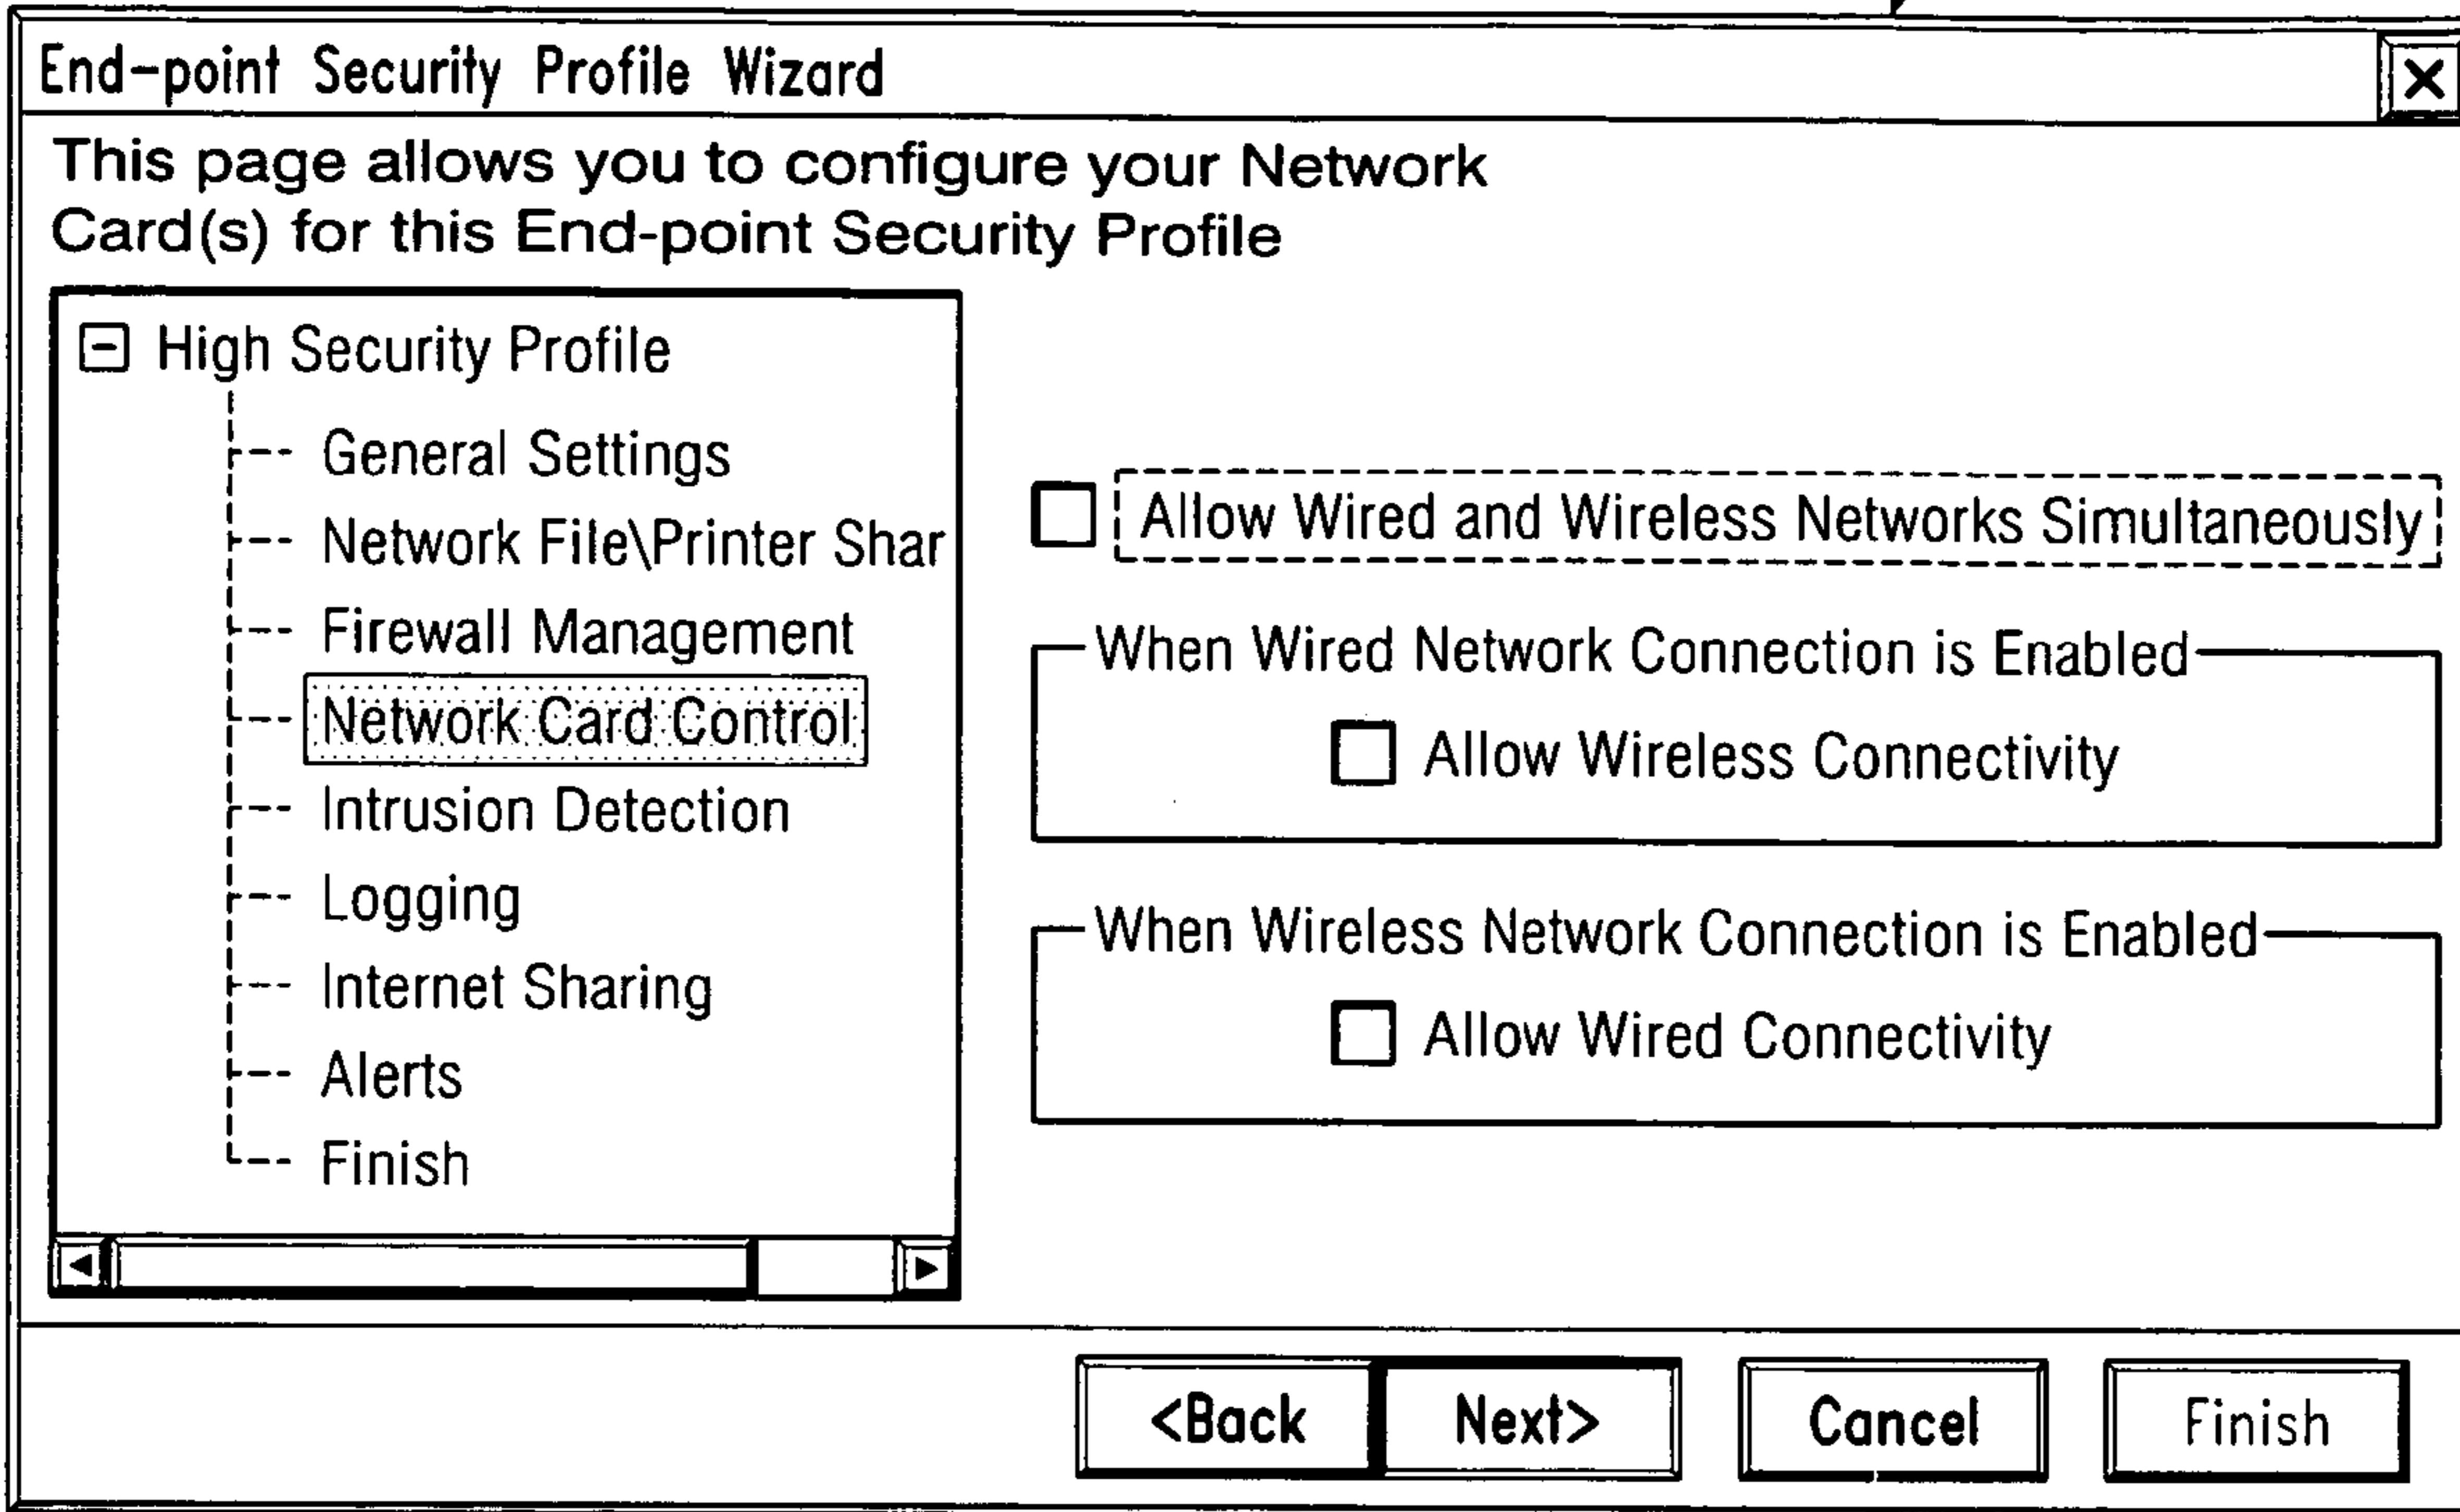 End-point Security Profile Wizard
This page allows you to configure your Network
Card(s) for this End-point Security Profile
High Security Profile
General Settings
Network File\Printer Shar
Firewall Management
Network Card Control
Intrusion Detection
Logging
Internet Sharing
Alerts
Finish
Allow Wired and Wireless Networks Simultaneously
When Wired Network Connection is Enabled
Allow Wireless Connectivity
When Wireless Network Connection is Enabled
Allow Wired Connectivity
<Back Next> Cancel Finish